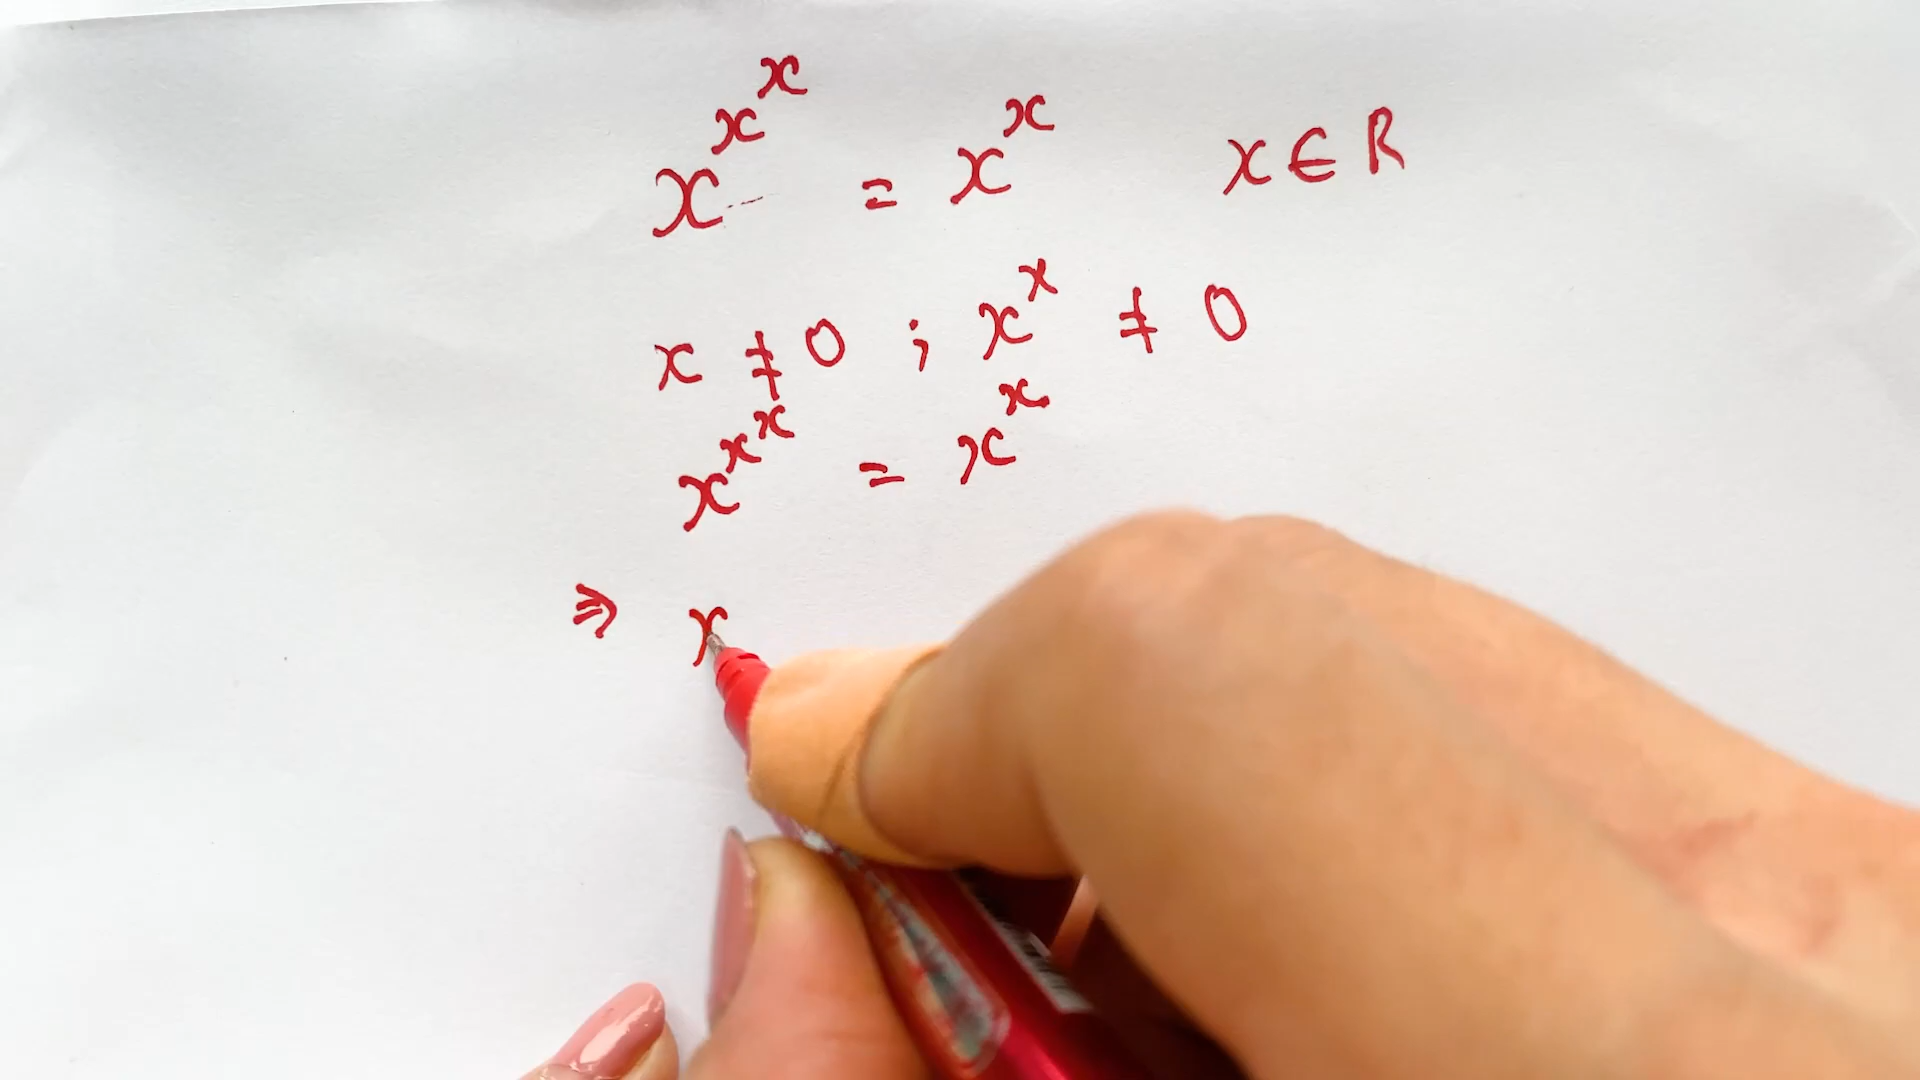 x^{x^x} = x^x    x ∈ R
x ≠ 0 ; x^x ≠ 0
x^{x^x} = x^x
⇒ x